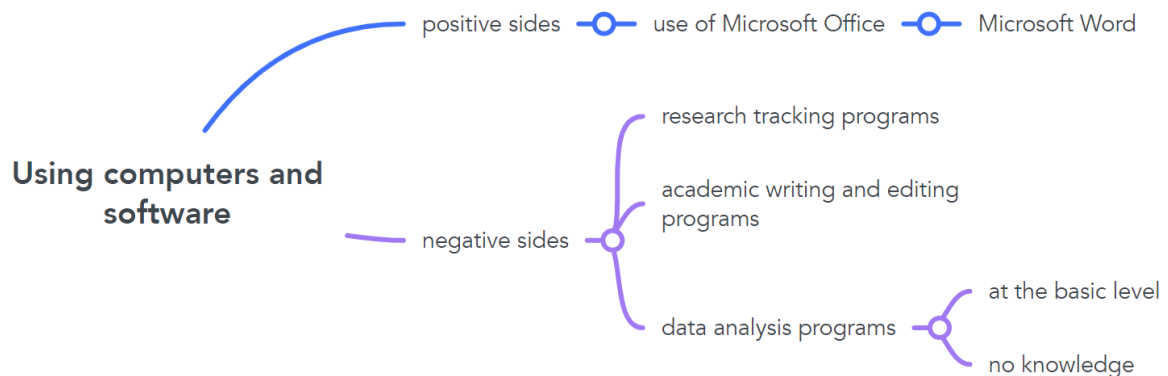 positive sides
use of Microsoft Office
Microsoft Word
research tracking programs
Using computers and
software
academic writing and editing
programs
negative sides
data analysis programs
at the basic level
no knowledge